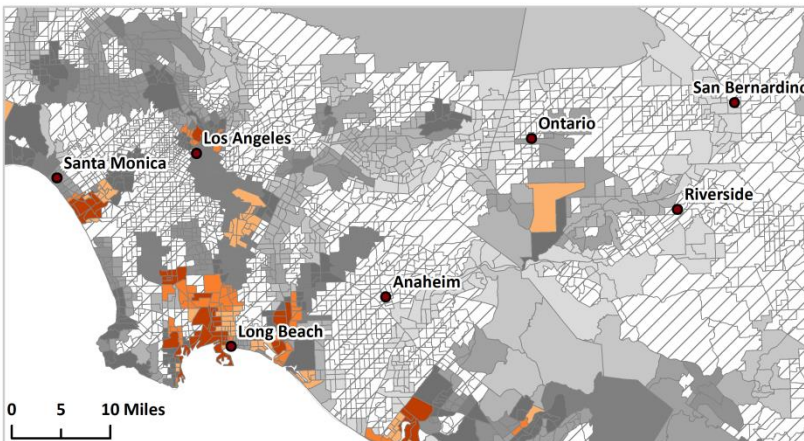 San Bernardino
Ontario
Los Angeles
Santa Monica
Riverside
Anaheim
Long Beach
0 5 10 Miles